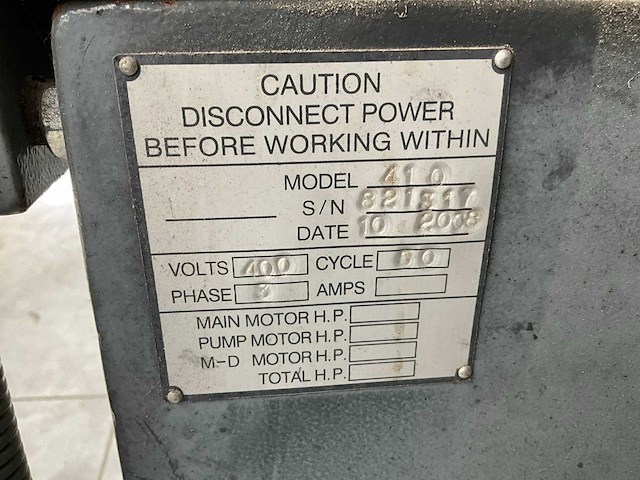 CAUTION
DISCONNECT POWER
BEFORE WORKING WITHIN
MODEL 410
S/N 821817
DATE 10 2008
VOLTS 400 CYCLE 50
PHASE 3 AMPS
MAIN MOTOR H.P.
PUMP MOTOR H.P.
M-D MOTOR H.P.
TOTAL H.P.